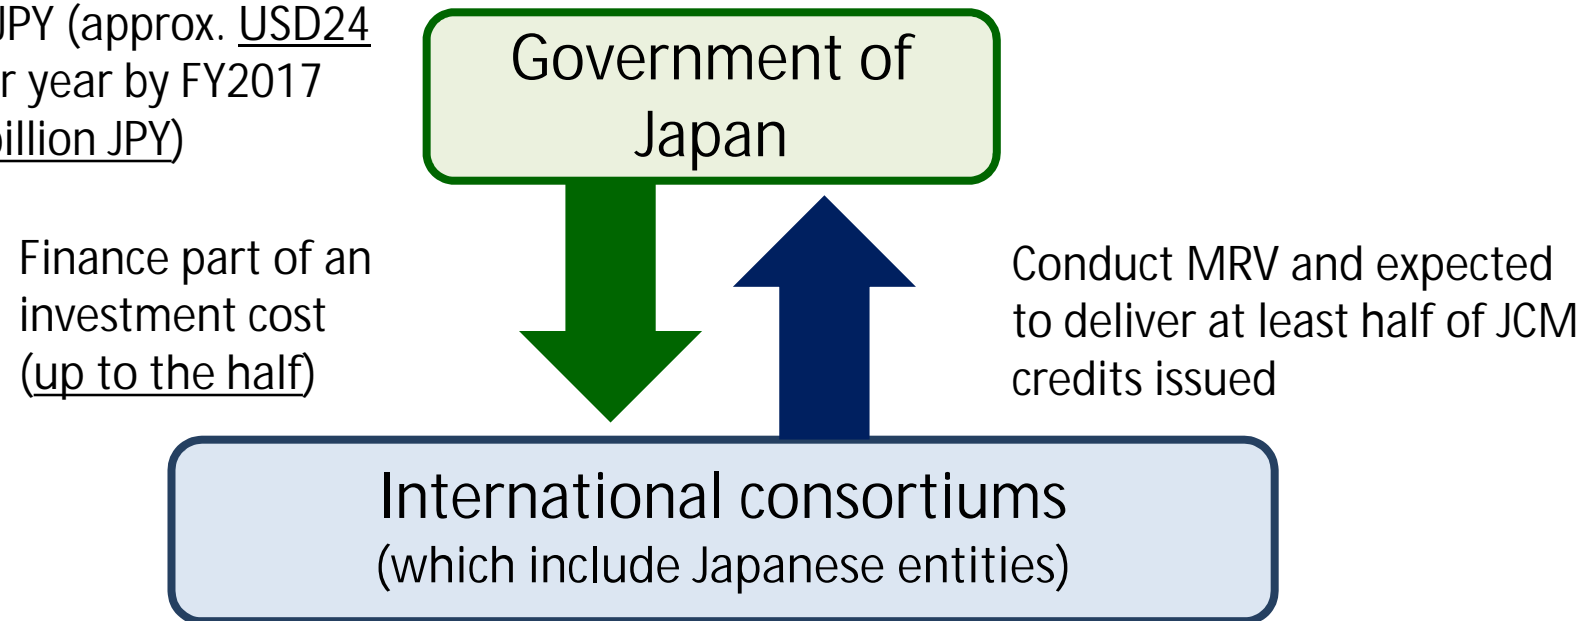 JPY (approx. USD24
r year by FY2017
billion JPY)
Government of
Japan
Finance part of an
investment cost
(up to the half)
Conduct MRV and expected
to deliver at least half of JCM
credits issued
International consortiums
(which include Japanese entities)